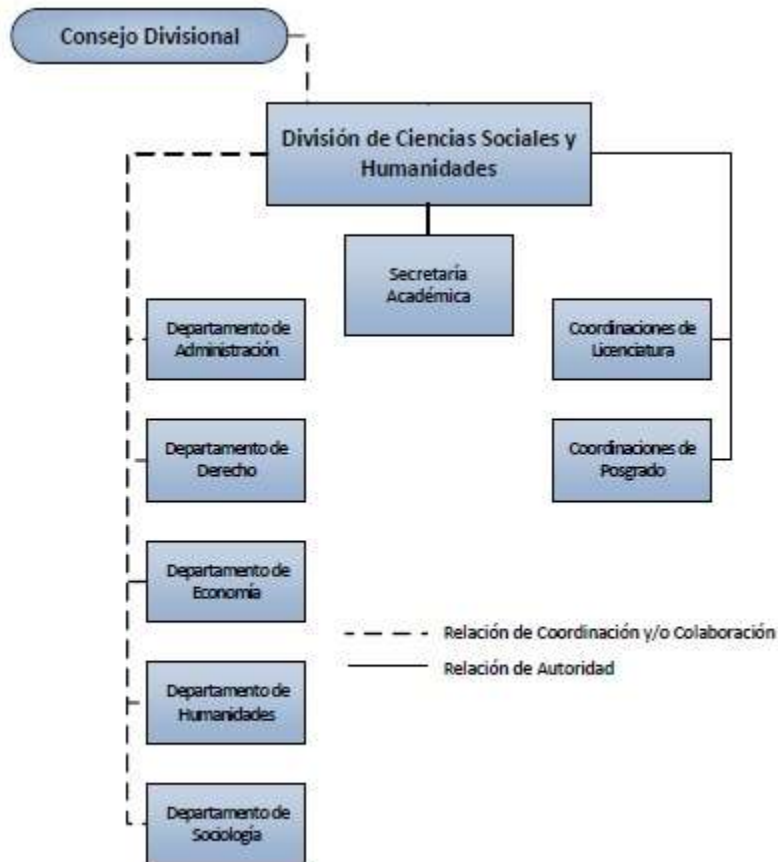 Consejo Divisional
División de Ciencias Sociales y
Humanidades
Secretaría
Académica
Departamento de
Administración
Coordinaciones de
Licenciatura
Departamento de
Derecho
Coordinaciones de
Posgrado
Departamento de
Economía
Relación de Coordinación y/o Colaboración
Relación de Autoridad
Departamento de
Humanidades
Departamento de
Sociología